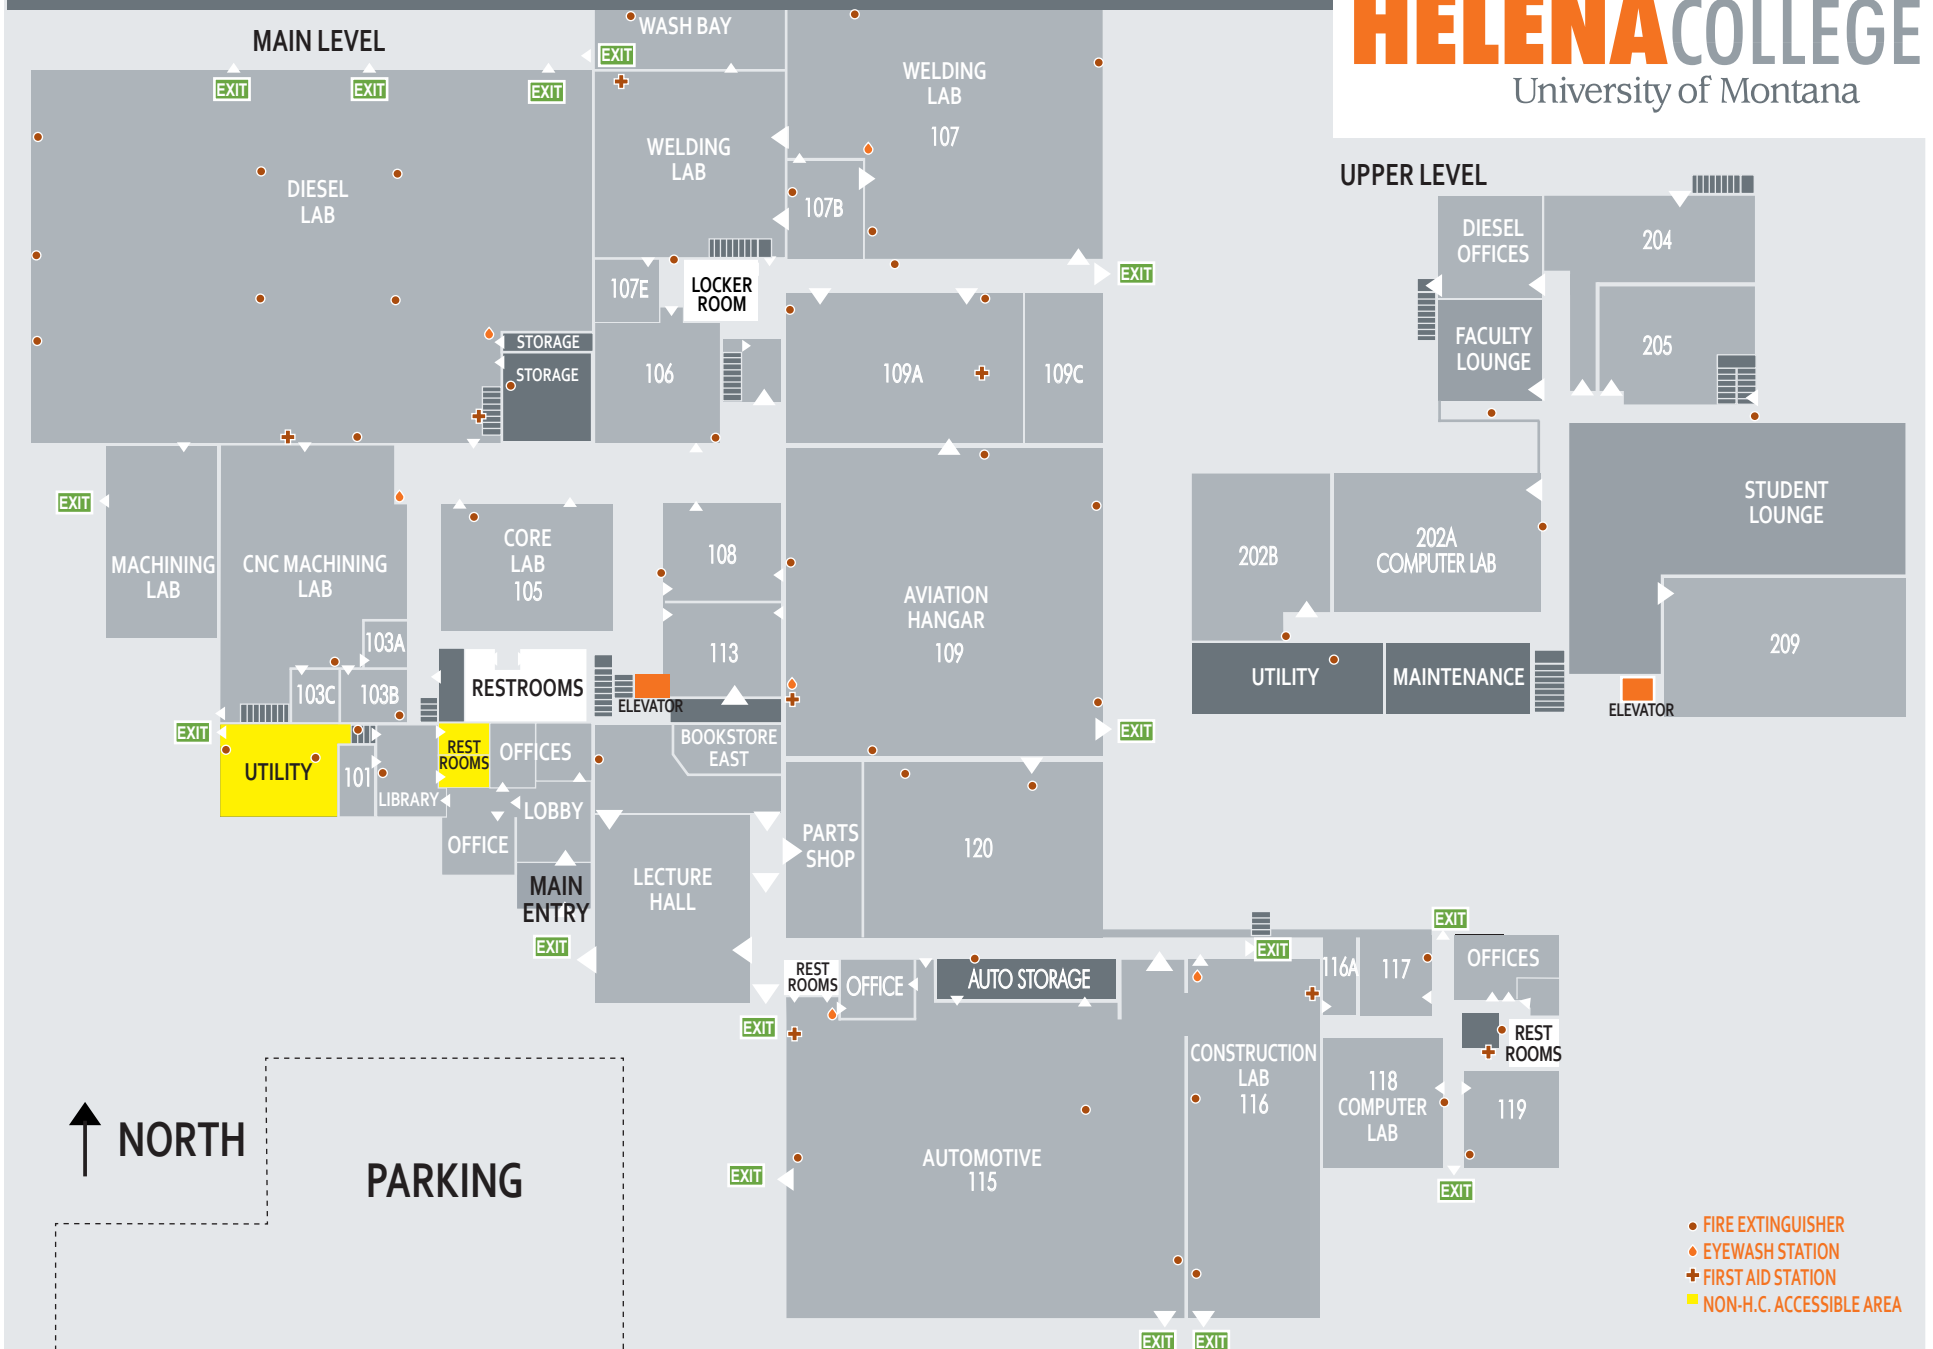 HELENACOLLEGE
University of Montana
MAIN LEVEL
EXIT
WASH BAY
EXIT
EXIT
EXIT
WELDING
LAB
107
WELDING
LAB
DIESEL
LAB
107B
107E
LOCKER
ROOM
EXIT
STORAGE
STORAGE
106
109A
109C
EXIT
MACHINING
LAB
CNC MACHINING
LAB
CORE
LAB
105
108
AVIATION
HANGAR
109
103A
113
103C
103B
RESTROOMS
ELEVATOR
EXIT
UTILITY
101
LIBRARY
REST
ROOMS
OFFICES
BOOKSTORE
EAST
EXIT
LOBBY
OFFICE
MAIN
ENTRY
LECTURE
HALL
PARTS
SHOP
120
EXIT
EXIT
EXIT
REST
ROOMS
OFFICE
AUTO STORAGE
116A
117
OFFICES
EXIT
CONSTRUCTION
LAB
116
REST
ROOMS
118
COMPUTER
LAB
119
AUTOMOTIVE
115
EXIT
EXIT
EXIT
EXIT
NORTH
PARKING
UPPER LEVEL
DIESEL
OFFICES
204
FACULTY
LOUNGE
205
STUDENT
LOUNGE
202B
202A
COMPUTER LAB
209
UTILITY
MAINTENANCE
ELEVATOR
FIRE EXTINGUISHER
EYEWASH STATION
FIRST AID STATION
NON-H.C. ACCESSIBLE AREA